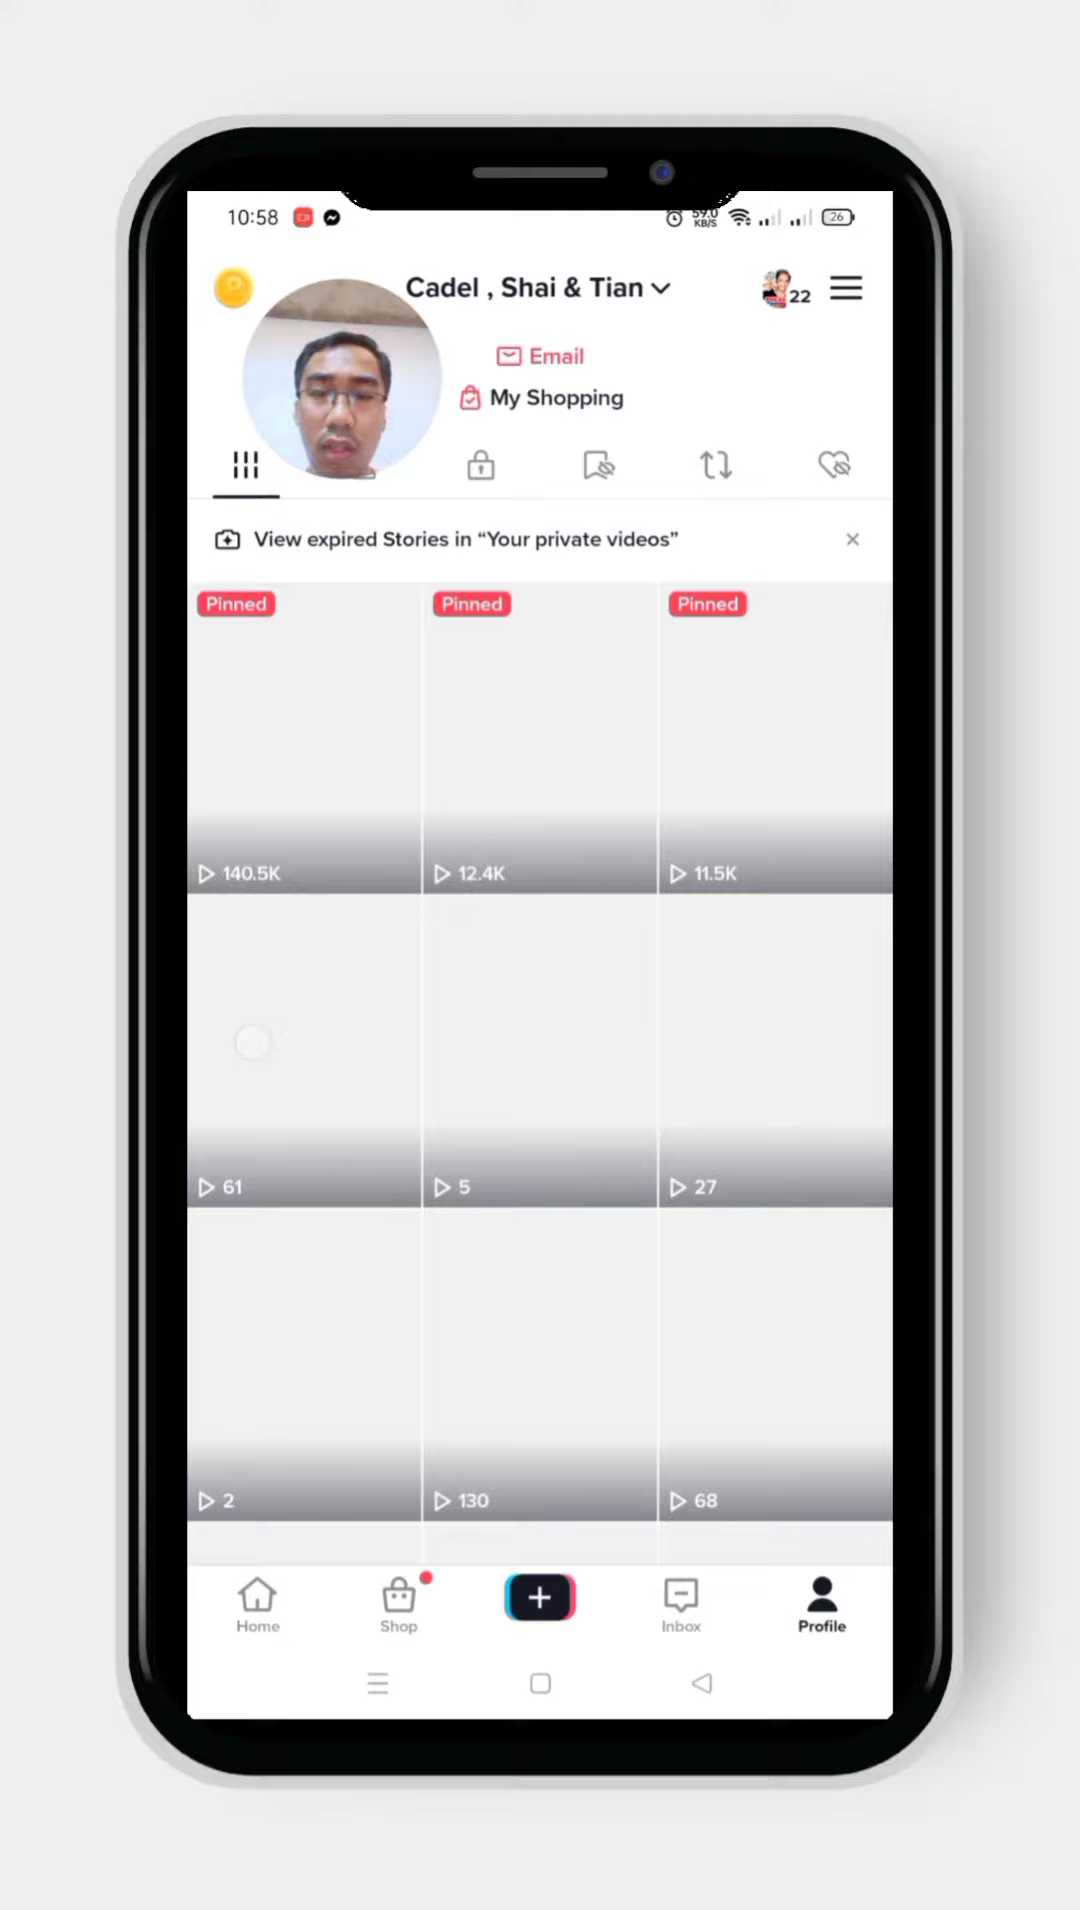 10:58
59.0
KB/S
26
Cadel , Shai & Tian
22
Email
My Shopping
View expired Stories in “Your private videos”
Pinned
Pinned
Pinned
140.5K
12.4K
11.5K
61
5
27
2
130
68
Home
Shop
Inbox
Profile